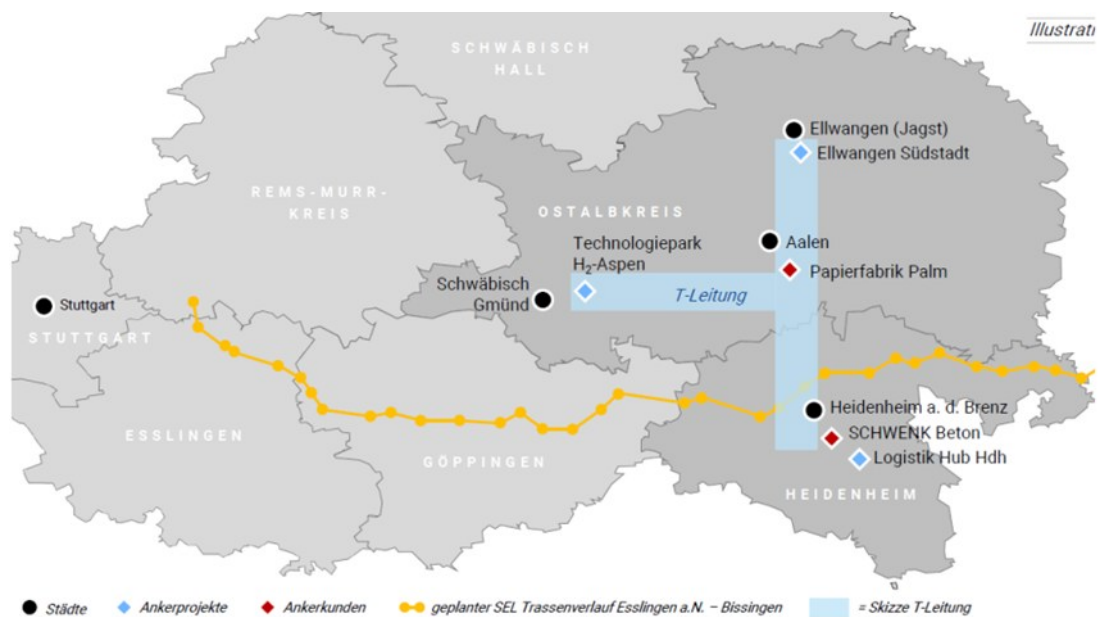 Illustrati
SCHWÄBISCH
HALL
Ellwangen (Jagst)
Ellwangen Südstadt
REMS-MURR-
KREIS
OSTALBKREIS
Technologiepark
H₂-Aspen
Aalen
Papierfabrik Palm
Schwäbisch
Gmünd
T-Leitung
Stuttgart
STUTTGART
Heidenheim a. d. Brenz
SCHWENK Beton
Logistik Hub Hdh
ESSLINGEN
GÖPPINGEN
HEIDENHEIM
Städte
Ankerprojekte
Ankerkunden
geplanter SEL Trassenverlauf Esslingen a.N. – Bissingen
= Skizze T-Leitung